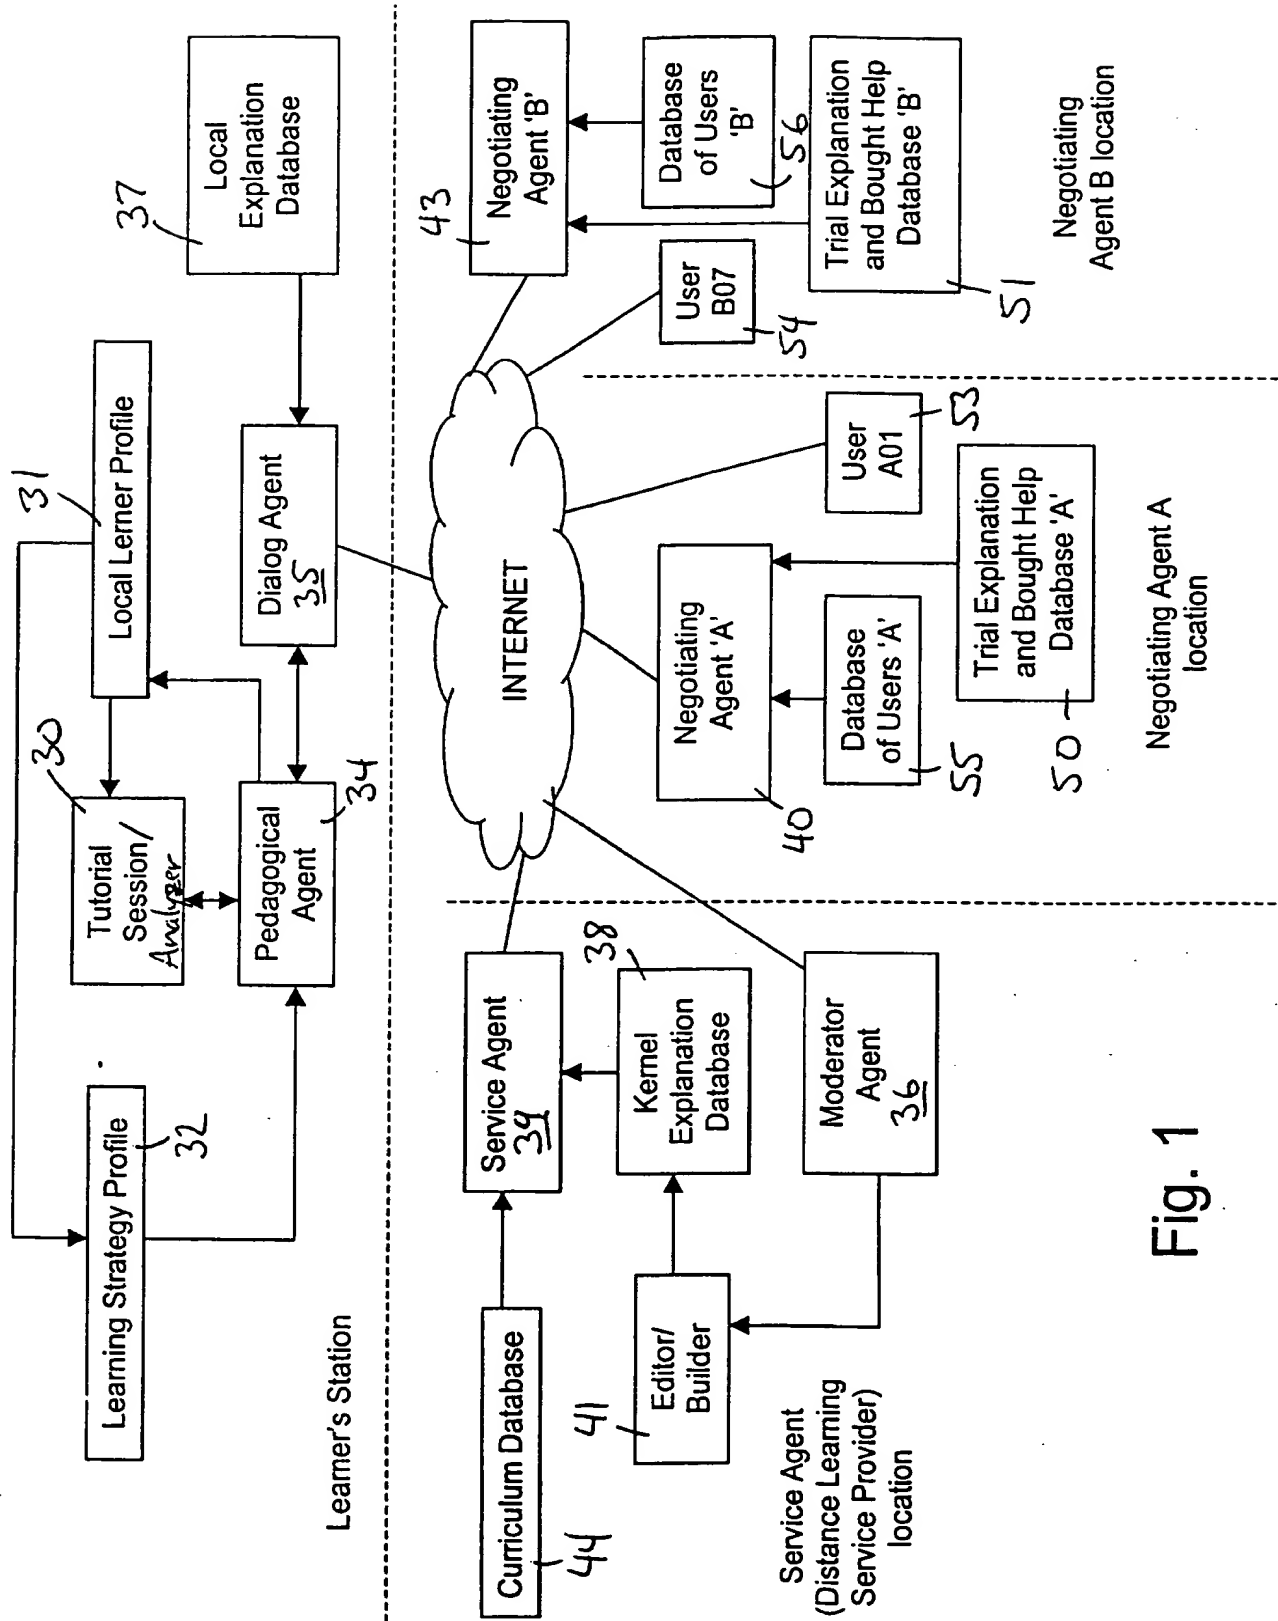 31
Learning Strategy Profile
32
Tutorial
Session/
Analyzer
30
Local Lerner Profile
37
Local
Explanation
Database
Pedagogical
Agent
34
Dialog Agent
35
Learner's Station
Curriculum Database
44
Service Agent
39
38
Kernel
Explanation
Database
41
Editor/
Builder
Moderator
Agent
36
Service Agent
(Distance Learning
Service Provider)
location
INTERNET
43
Negotiating
Agent 'B'
Database
of Users
'B'
56
User
B07
54
Trial Explanation
and Bought Help
Database 'B'
51
Negotiating
Agent B location
Negotiating
Agent 'A'
40
User
A01
53
Database
of Users 'A'
55
Trial Explanation
and Bought Help
Database 'A'
50
Negotiating Agent A
location
Fig. 1